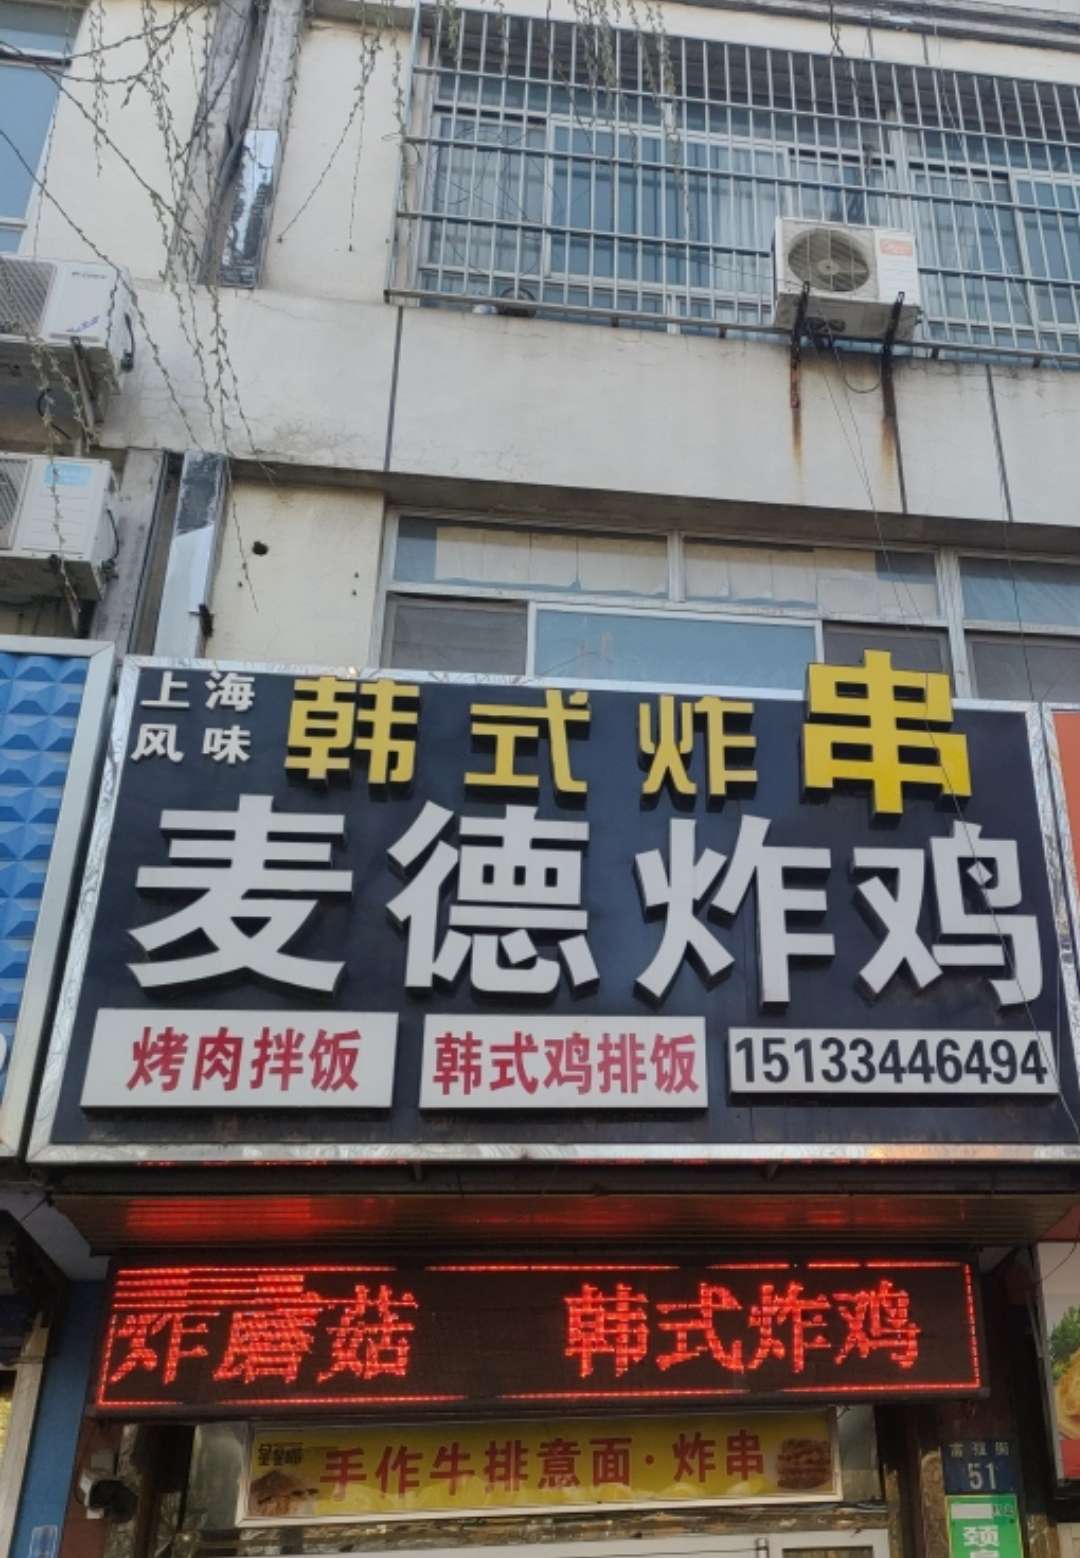 上海
风味
韩式炸串
麦德炸鸡
烤肉拌饭
韩式鸡排饭
15133446494
炸蘑菇 韩式炸鸡
手作牛排意面·炸串
51